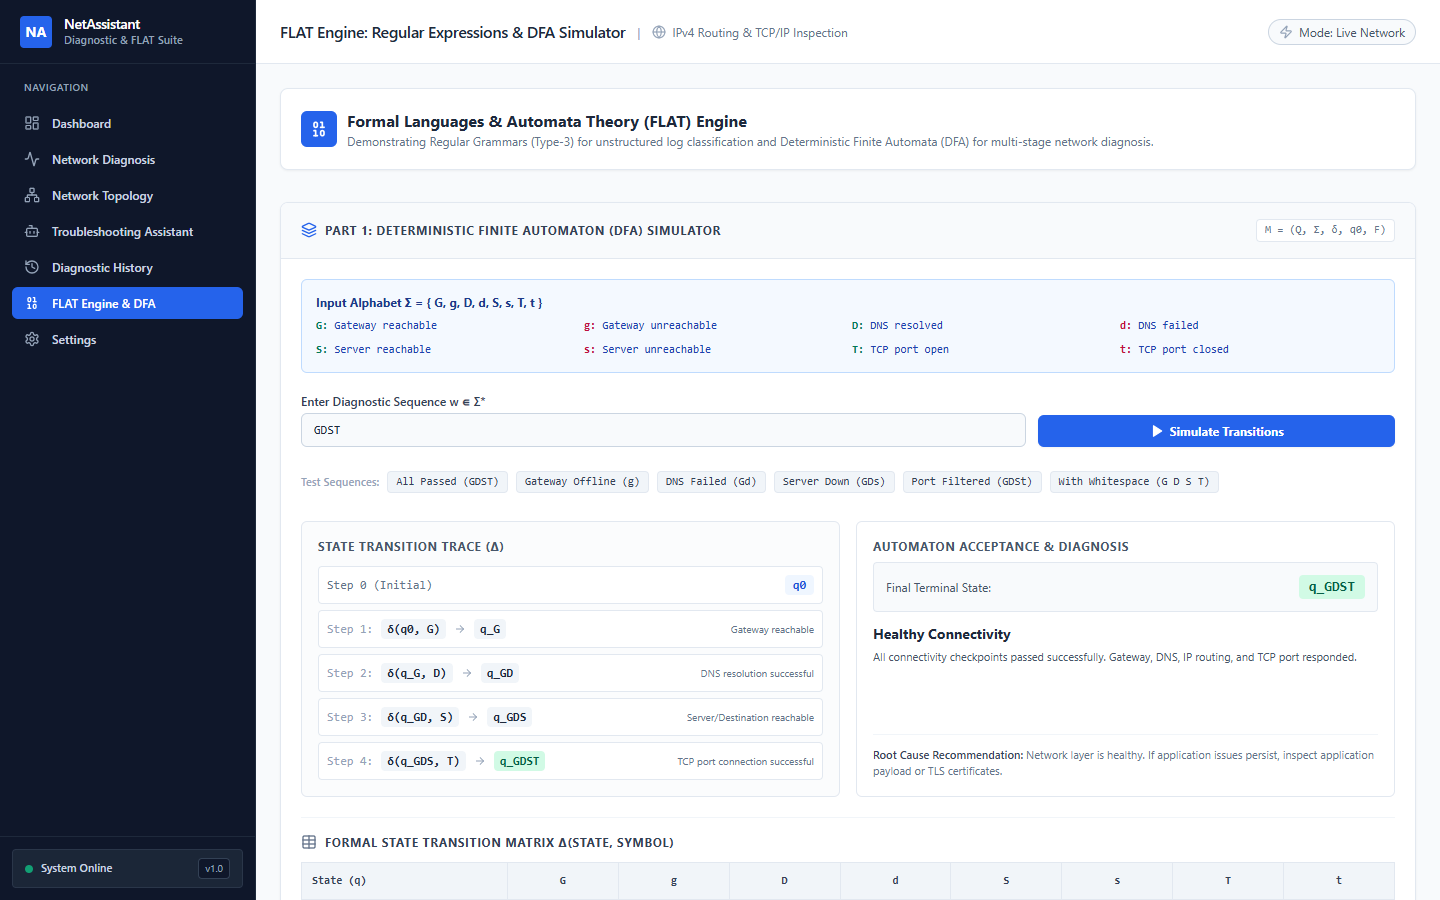 NA
NetAssistant
Diagnostic & FLAT Suite
NAVIGATION
Dashboard
Network Diagnosis
Network Topology
Troubleshooting Assistant
Diagnostic History
01
10
FLAT Engine & DFA
Settings
System Online
v1.0
FLAT Engine: Regular Expressions & DFA Simulator | IPv4 Routing & TCP/IP Inspection
Mode: Live Network
01
10
Formal Languages & Automata Theory (FLAT) Engine
Demonstrating Regular Grammars (Type-3) for unstructured log classification and Deterministic Finite Automata (DFA) for multi-stage network diagnosis.
PART 1: DETERMINISTIC FINITE AUTOMATON (DFA) SIMULATOR
M = (Q, Σ, δ, q0, F)
Input Alphabet Σ = { G, g, D, d, S, s, T, t }
G: Gateway reachable
g: Gateway unreachable
D: DNS resolved
d: DNS failed
S: Server reachable
s: Server unreachable
T: TCP port open
t: TCP port closed
Enter Diagnostic Sequence w ∈ Σ*
GDST
Simulate Transitions
Test Sequences:
All Passed (GDST)
Gateway Offline (g)
DNS Failed (Gd)
Server Down (GDs)
Port Filtered (GDSt)
With Whitespace (G D S T)
STATE TRANSITION TRACE (Δ)
Step 0 (Initial)
q0
Step 1: δ(q0, G) → q_G
Gateway reachable
Step 2: δ(q_G, D) → q_GD
DNS resolution successful
Step 3: δ(q_GD, S) → q_GDS
Server/Destination reachable
Step 4: δ(q_GDS, T) → q_GDST
TCP port connection successful
AUTOMATON ACCEPTANCE & DIAGNOSIS
Final Terminal State:
q_GDST
Healthy Connectivity
All connectivity checkpoints passed successfully. Gateway, DNS, IP routing, and TCP port responded.
Root Cause Recommendation: Network layer is healthy. If application issues persist, inspect application
payload or TLS certificates.
FORMAL STATE TRANSITION MATRIX Δ(STATE, SYMBOL)
State (q) G g D d S s T t